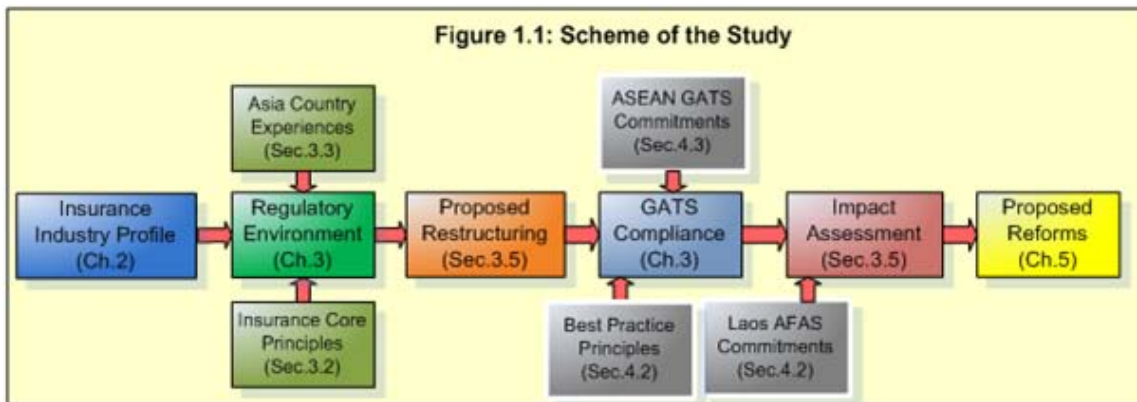 Figure 1.1: Scheme of the Study
Asia Country
Experiences
(Sec.3.3)
ASEAN GATS
Commitments
(Sec.4.3)
Insurance
Industry Profile
(Ch.2)
Regulatory
Environment
(Ch.3)
Proposed
Restructuring
(Sec.3.5)
GATS
Compliance
(Ch.3)
Impact
Assessment
(Sec.3.5)
Proposed
Reforms
(Ch.5)
Insurance Core
Principles
(Sec.3.2)
Best Practice
Principles
(Sec.4.2)
Laos AFAS
Commitments
(Sec.4.2)